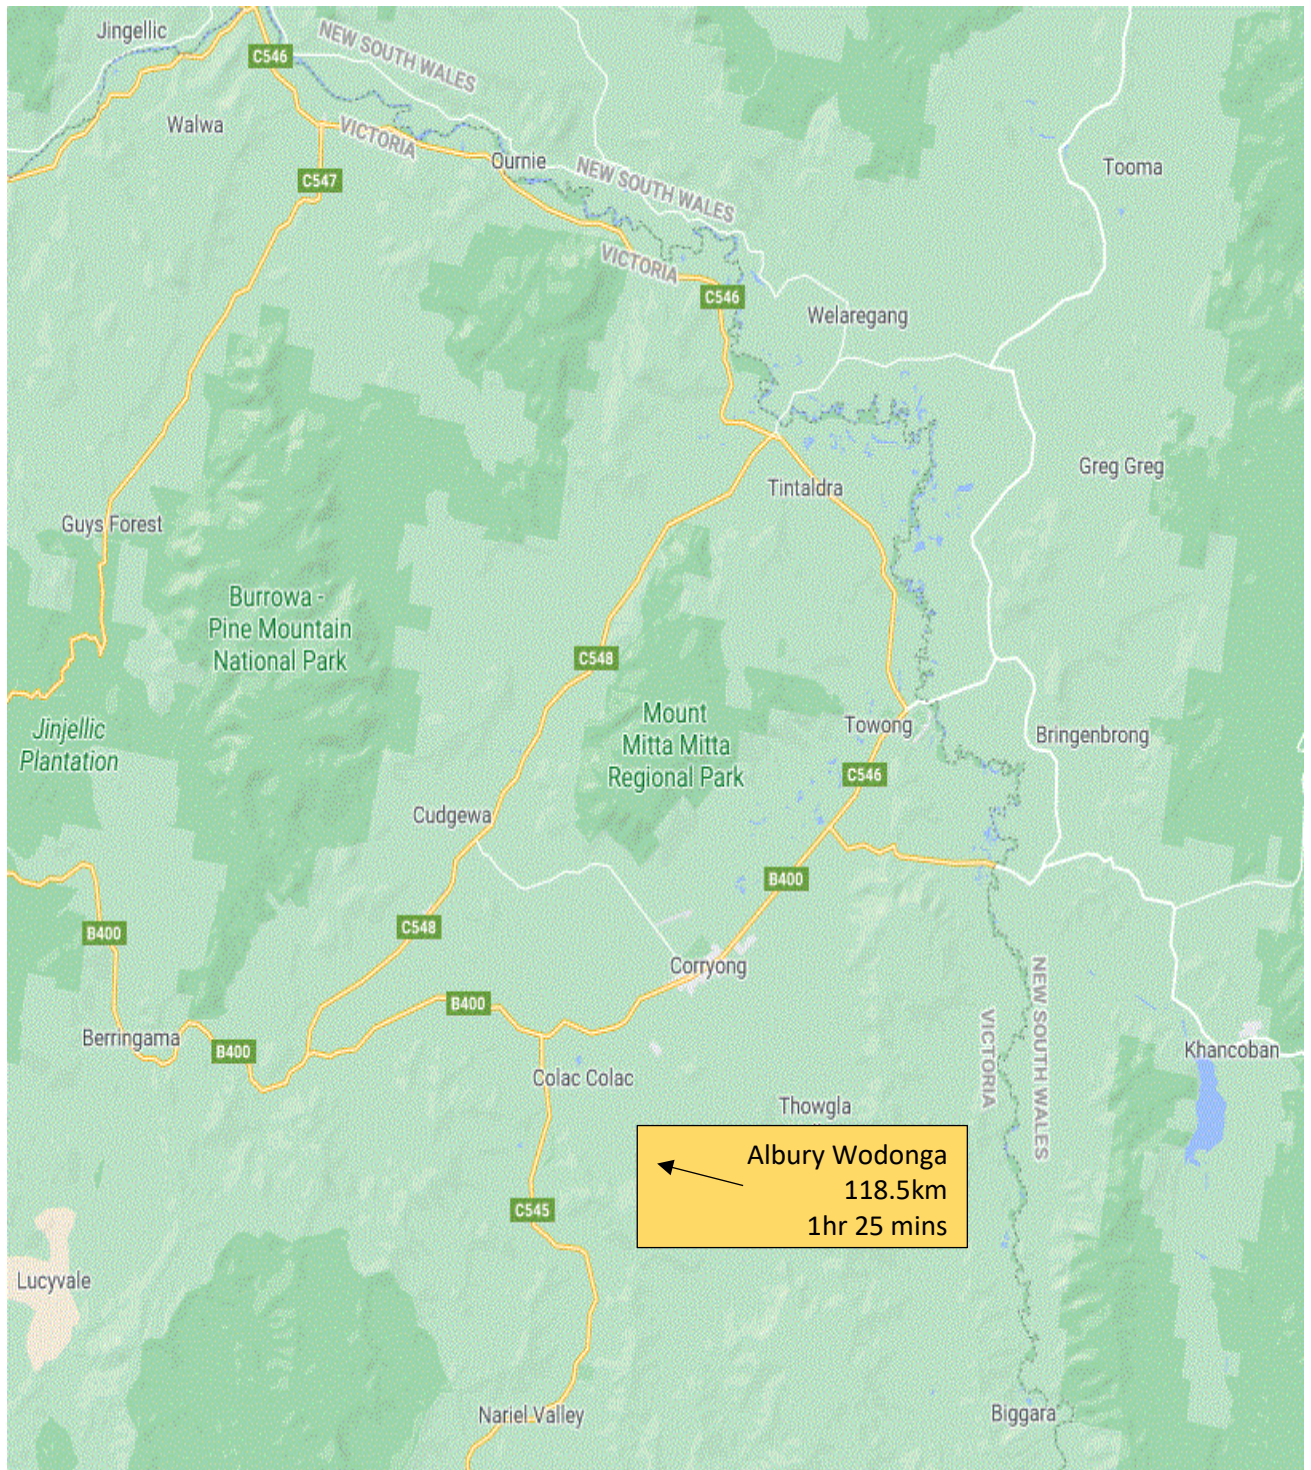 Jingellic
C546
NEW SOUTH WALES
Walwa
VICTORIA
Ournie
Tooma
C547
NEW SOUTH WALES
VICTORIA
C546
Welaregang
Greg Greg
Tintaldra
Guys Forest
Burrowa -
Pine Mountain
National Park
C548
Jinjellic
Plantation
Mount
Mitta Mitta
Regional Park
Towong
Bringenbrong
C546
Cudgewa
B400
C548
B400
Corryong
B400
NEW SOUTH WALES
VICTORIA
Berringama
B400
Khancoban
Colac Colac
Thowgla
Albury Wodonga
118.5km
1hr 25 mins
C545
Lucyvale
Nariel Valley
Biggara